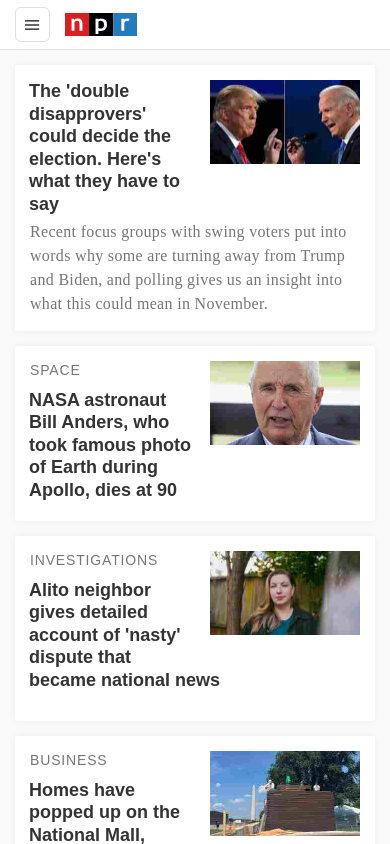 npr
The 'double
disapprovers'
could decide the
election. Here's
what they have to
say
Recent focus groups with swing voters put into
words why some are turning away from Trump
and Biden, and polling gives us an insight into
what this could mean in November.
SPACE
NASA astronaut
Bill Anders, who
took famous photo
of Earth during
Apollo, dies at 90
INVESTIGATIONS
Alito neighbor
gives detailed
account of 'nasty'
dispute that
became national news
BUSINESS
Homes have
popped up on the
National Mall,